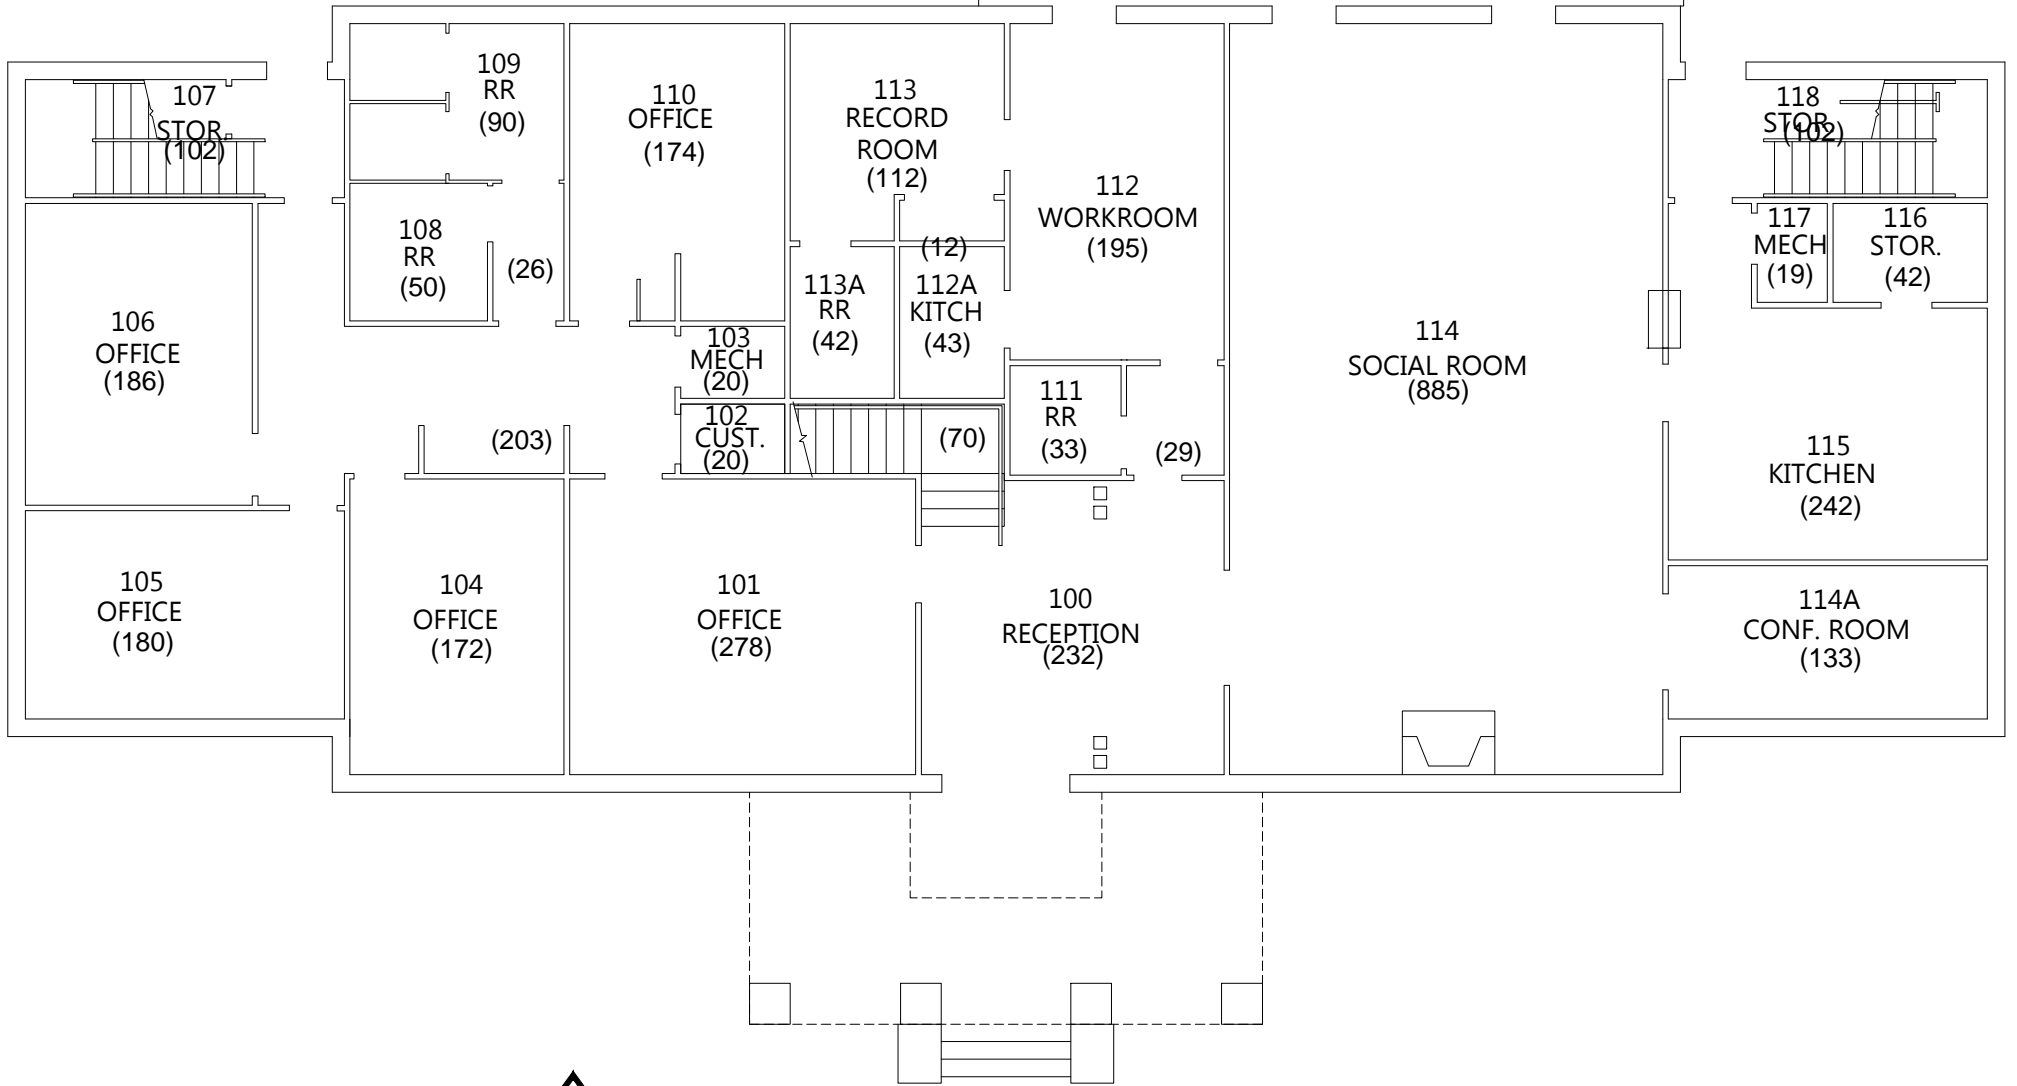 107
STOR.
(102)
109
RR
(90)
110
OFFICE
(174)
113
RECORD
ROOM
(112)
112
WORKROOM
(195)
118
STOR.
(102)
108
RR
(50)
(26)
(12)
117
MECH
(19)
116
STOR.
(42)
106
OFFICE
(186)
113A
RR
(42)
112A
KITCH
(43)
103
MECH
(20)
114
SOCIAL ROOM
(885)
102
CUST.
(20)
(203)
(70)
111
RR
(33)
(29)
115
KITCHEN
(242)
105
OFFICE
(180)
104
OFFICE
(172)
101
OFFICE
(278)
100
RECEPTION
(232)
114A
CONF. ROOM
(133)